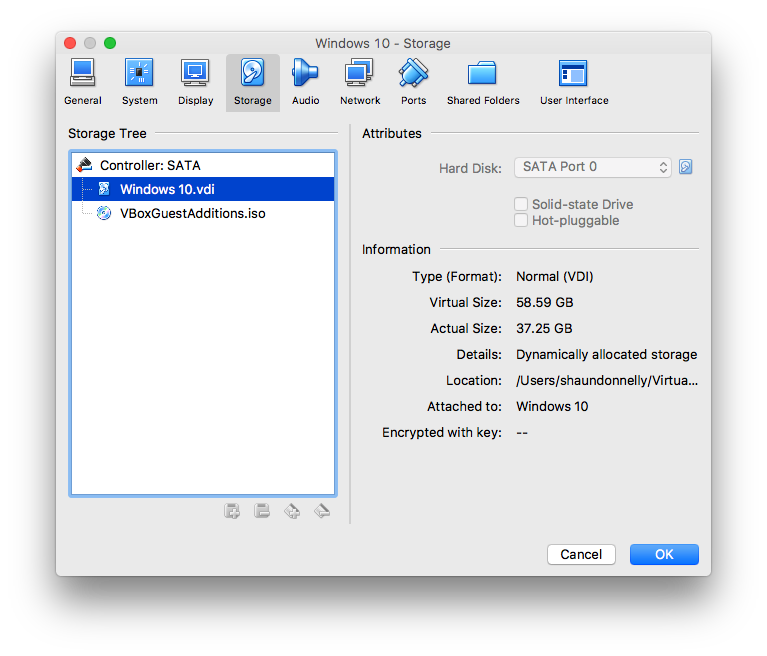 Windows 10 - Storage
General System Display Storage Audio Network Ports Shared Folders User Interface
Storage Tree
Controller: SATA
Windows 10.vdi
VBoxGuestAdditions.iso
Attributes
Hard Disk: SATA Port 0
Solid-state Drive
Hot-pluggable
Information
Type (Format): Normal (VDI)
Virtual Size: 58.59 GB
Actual Size: 37.25 GB
Details: Dynamically allocated storage
Location: /Users/shaundonnelly/Virtua...
Attached to: Windows 10
Encrypted with key: --
Cancel OK